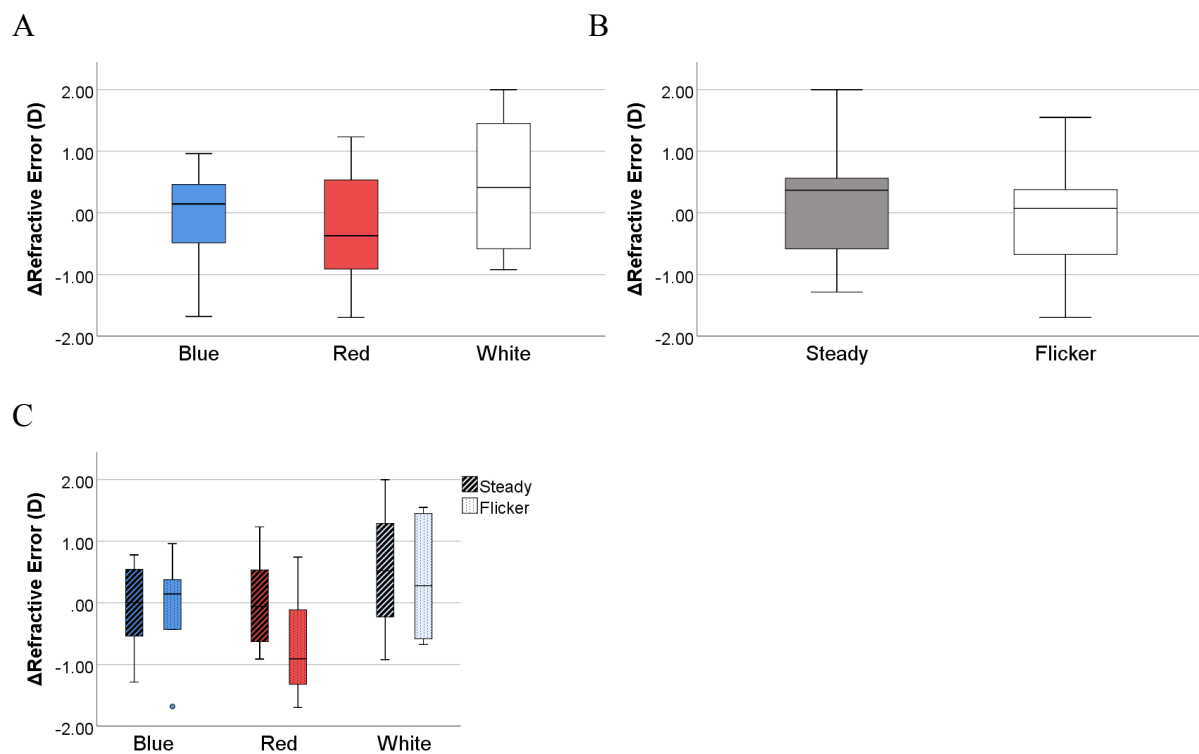 A
ΔRefractive Error (D)
2.00
1.00
.00
-1.00
-2.00
Blue Red White
B
ΔRefractive Error (D)
2.00
1.00
.00
-1.00
-2.00
Steady Flicker
C
ΔRefractive Error (D)
2.00
1.00
.00
-1.00
-2.00
Blue Red White
Steady
Flicker